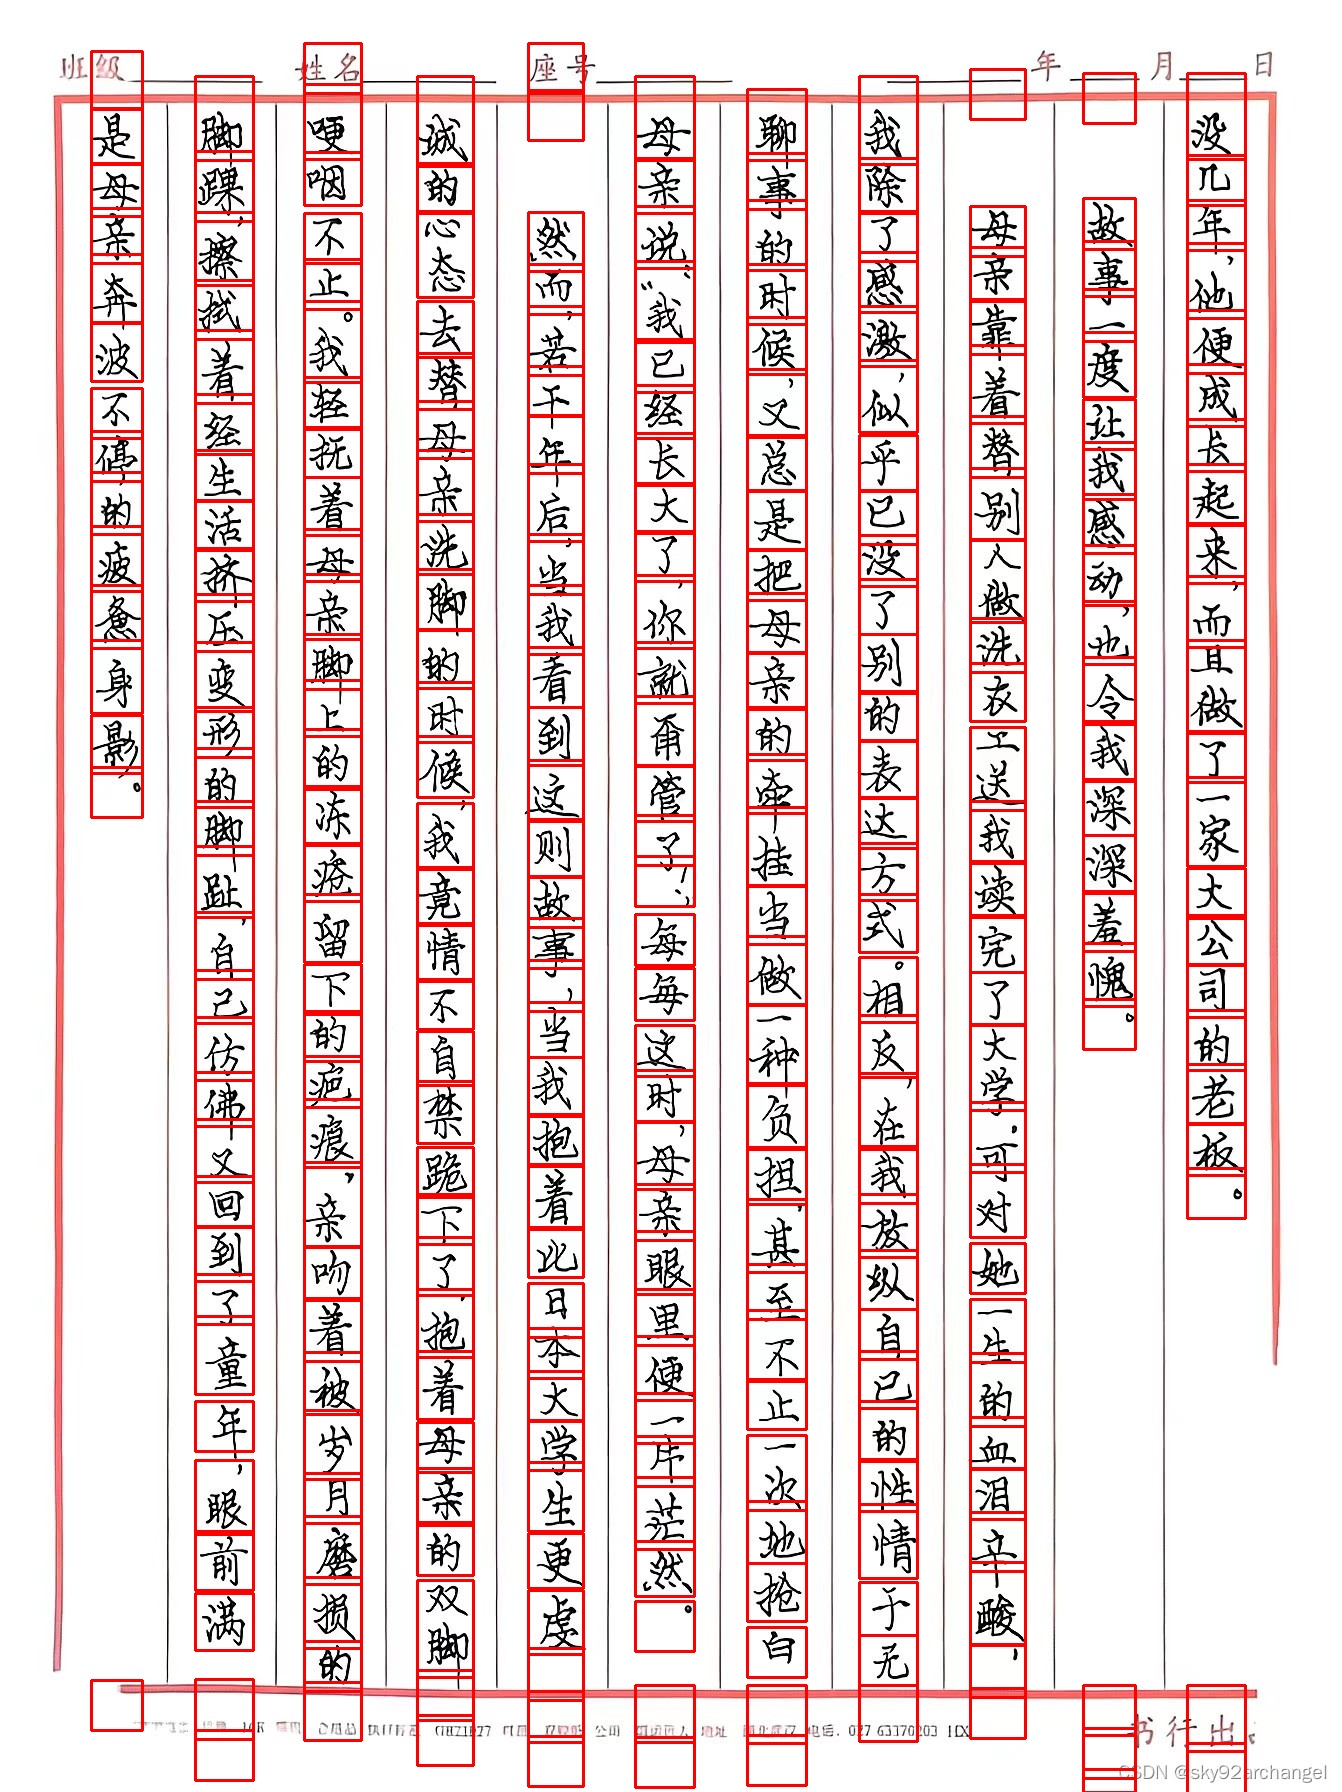 班级 姓名 座号 年 月 日
没几年,他便成长起来,而且做了一家大公司的老板。
故事一度让我感动,也令我深深羞愧。
母亲靠着替别人做洗衣工送我读完了大学,可对她一生的血泪辛酸,
我除了感激,似乎已没了别的表达方式。相反,在我放纵自己的性情于无
聊事的时候,又总是把母亲的牵挂当做一种负担,甚至不止一次地抢白
母亲说:“我已经长大了,你就甭管了!”,每每这时,母亲眼里便一片茫然。
然而,若干年后,当我看到这则故事,当我抱着此日本大学生更虔
诚的心态去替母亲洗脚的时候,我竟情不自禁跪下了,抱着母亲的双脚
哽咽不止。我轻抚着母亲脚上的冻疮留下的疤痕,亲吻着被岁月磨损的
脚踝,擦拭着经生活挤压变形的脚趾,自己仿佛又回到了童年,眼前满
是母亲奔波不停的疲惫身影。
书行出
CSDN @sky92archangel